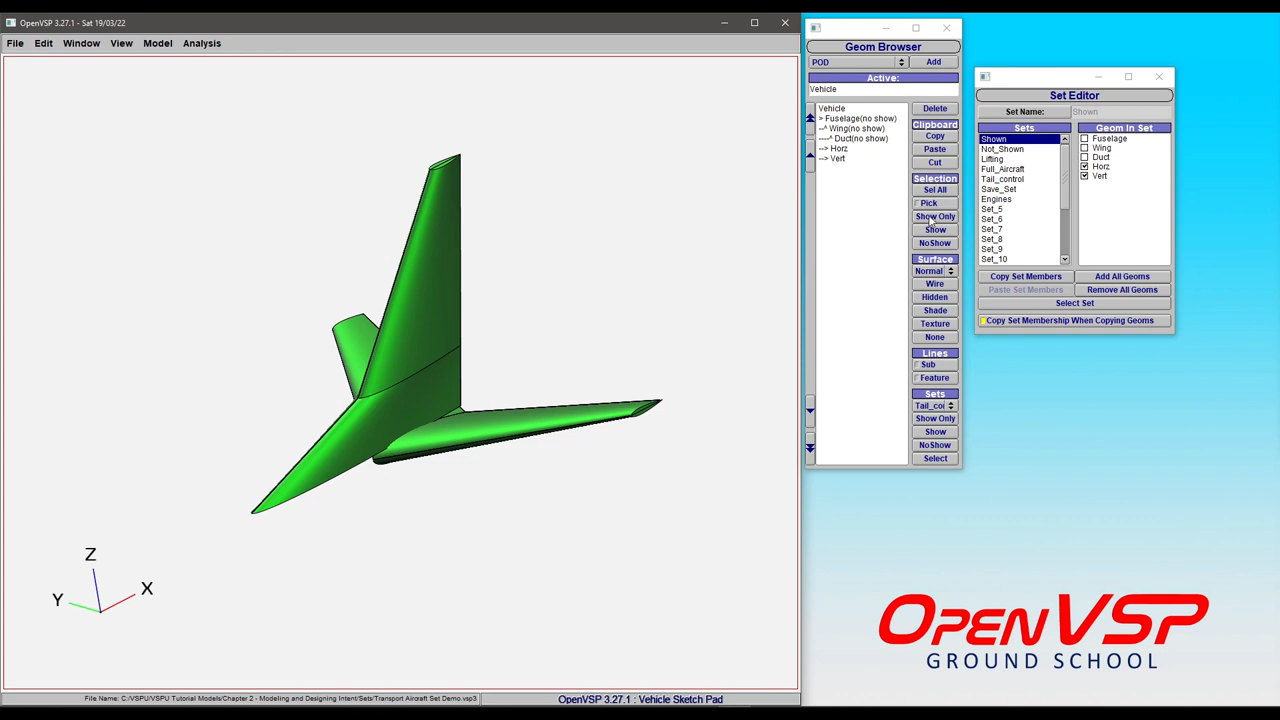 OpenVSP 3.27.1 - Sat 19/03/22
File Edit Window View Model Analysis
Z
Y
X
File Name: C:/VSPU/VSPU Tutorial Models/Chapter 2 - Modeling and Designing Intent/Sets/Transport Aircraft Set Demo.vsp3
OpenVSP 3.27.1 : Vehicle Sketch Pad
Geom Browser
POD
Add
Active:
Vehicle
Vehicle
> Fuselage(no show)
--^ Wing(no show)
----^ Duct(no show)
--> Horz
--> Vert
Delete
Clipboard
Copy
Paste
Cut
Selection
Sel All
Pick
Show Only
Show
NoShow
Surface
Normal
Wire
Hidden
Shade
Texture
None
Lines
Sub
Feature
Sets
Tail_co
Show Only
Show
NoShow
Select
Set Editor
Set Name:
Shown
Sets
Shown
Not_Shown
Lifting
Full_Aircraft
Tail_control
Save_Set
Engines
Set_5
Set_6
Set_7
Set_8
Set_9
Set_10
Geom In Set
Fuselage
Wing
Duct
Horz
Vert
Copy Set Members
Add All Geoms
Paste Set Members
Remove All Geoms
Select Set
Copy Set Membership When Copying Geoms
OpenVSP
GROUND SCHOOL